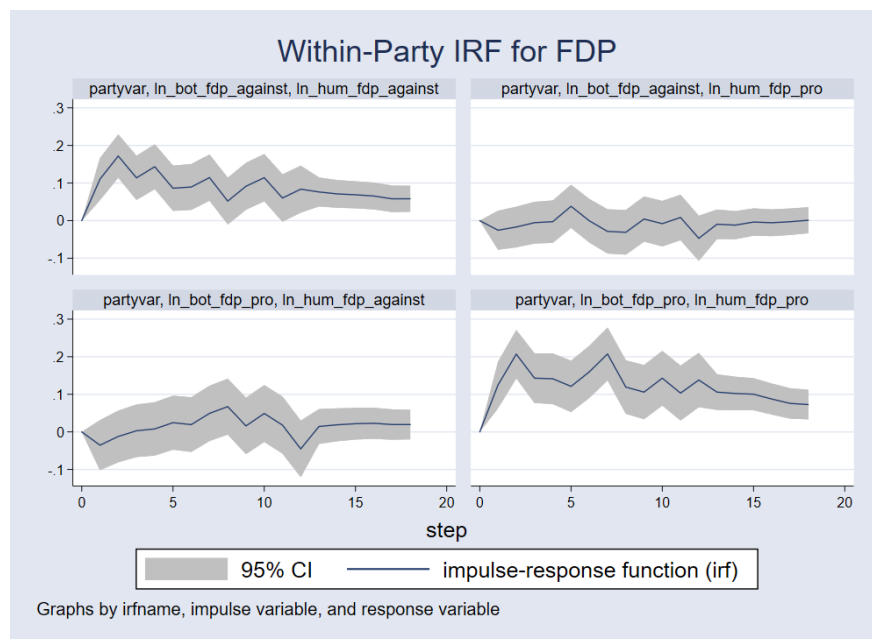 Within-Party IRF for FDP
partyvar, ln_bot_fdp_against, ln_hum_fdp_against
partyvar, ln_bot_fdp_against, ln_hum_fdp_pro
.3
.2
.1
0
-.1
partyvar, ln_bot_fdp_pro, ln_hum_fdp_against
partyvar, ln_bot_fdp_pro, ln_hum_fdp_pro
.3
.2
.1
0
-.1
0 5 10 15 20
0 5 10 15 20
step
95% CI
impulse-response function (irf)
Graphs by irfname, impulse variable, and response variable